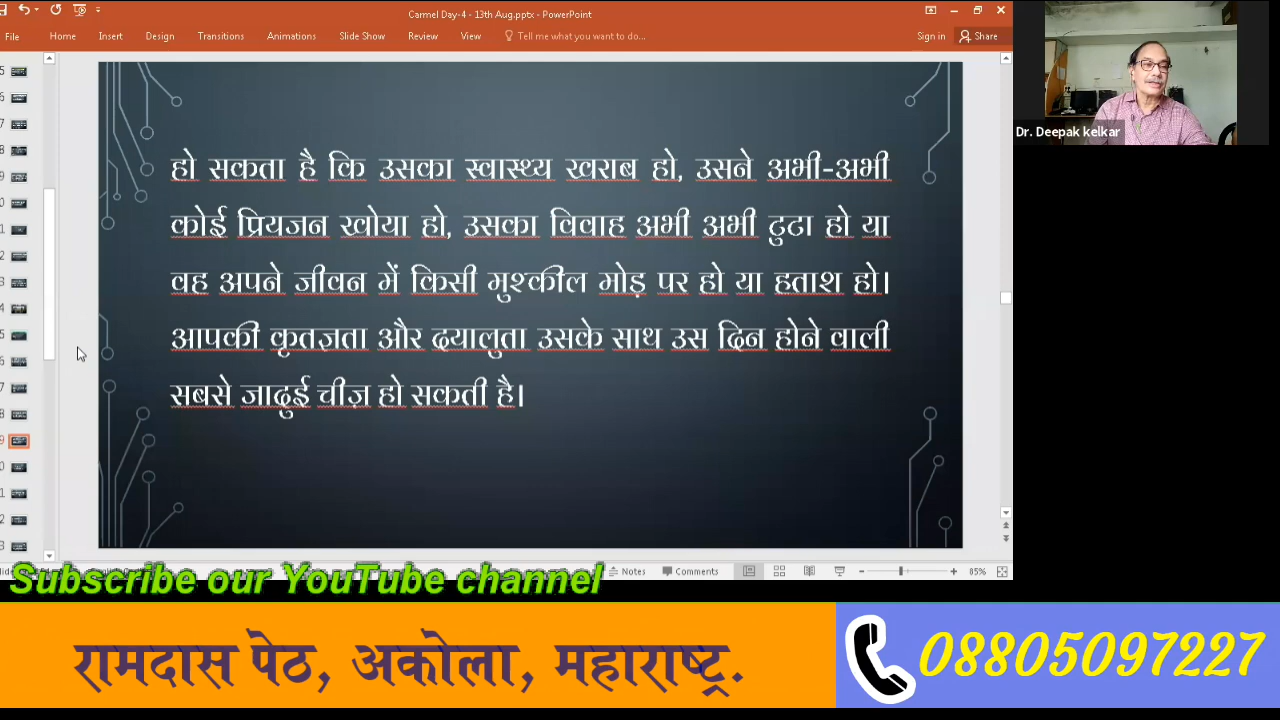 Carmel Day-4 - 13th Aug.pptx - PowerPoint
File Home Insert Design Transitions Animations Slide Show Review View Tell me what you want to do... Sign in Share
हो सकता है कि उसका स्वास्थ्य खराब हो, उसने अभी-अभी
कोई प्रियजन खोया हो, उसका विवाह अभी अभी टुटा हो या
वह अपने जीवन में किसी मुश्कील मोड़ पर हो या हताश हो।
आपकी कृतज्ञता और दयालुता उसके साथ उस दिन होने वाली
सबसे जादुई चीज़ हो सकती है।
Dr. Deepak kelkar
Notes Comments 85%
Subscribe our YouTube channel
रामदास पेठ, अकोला, महाराष्ट्र.
08805097227